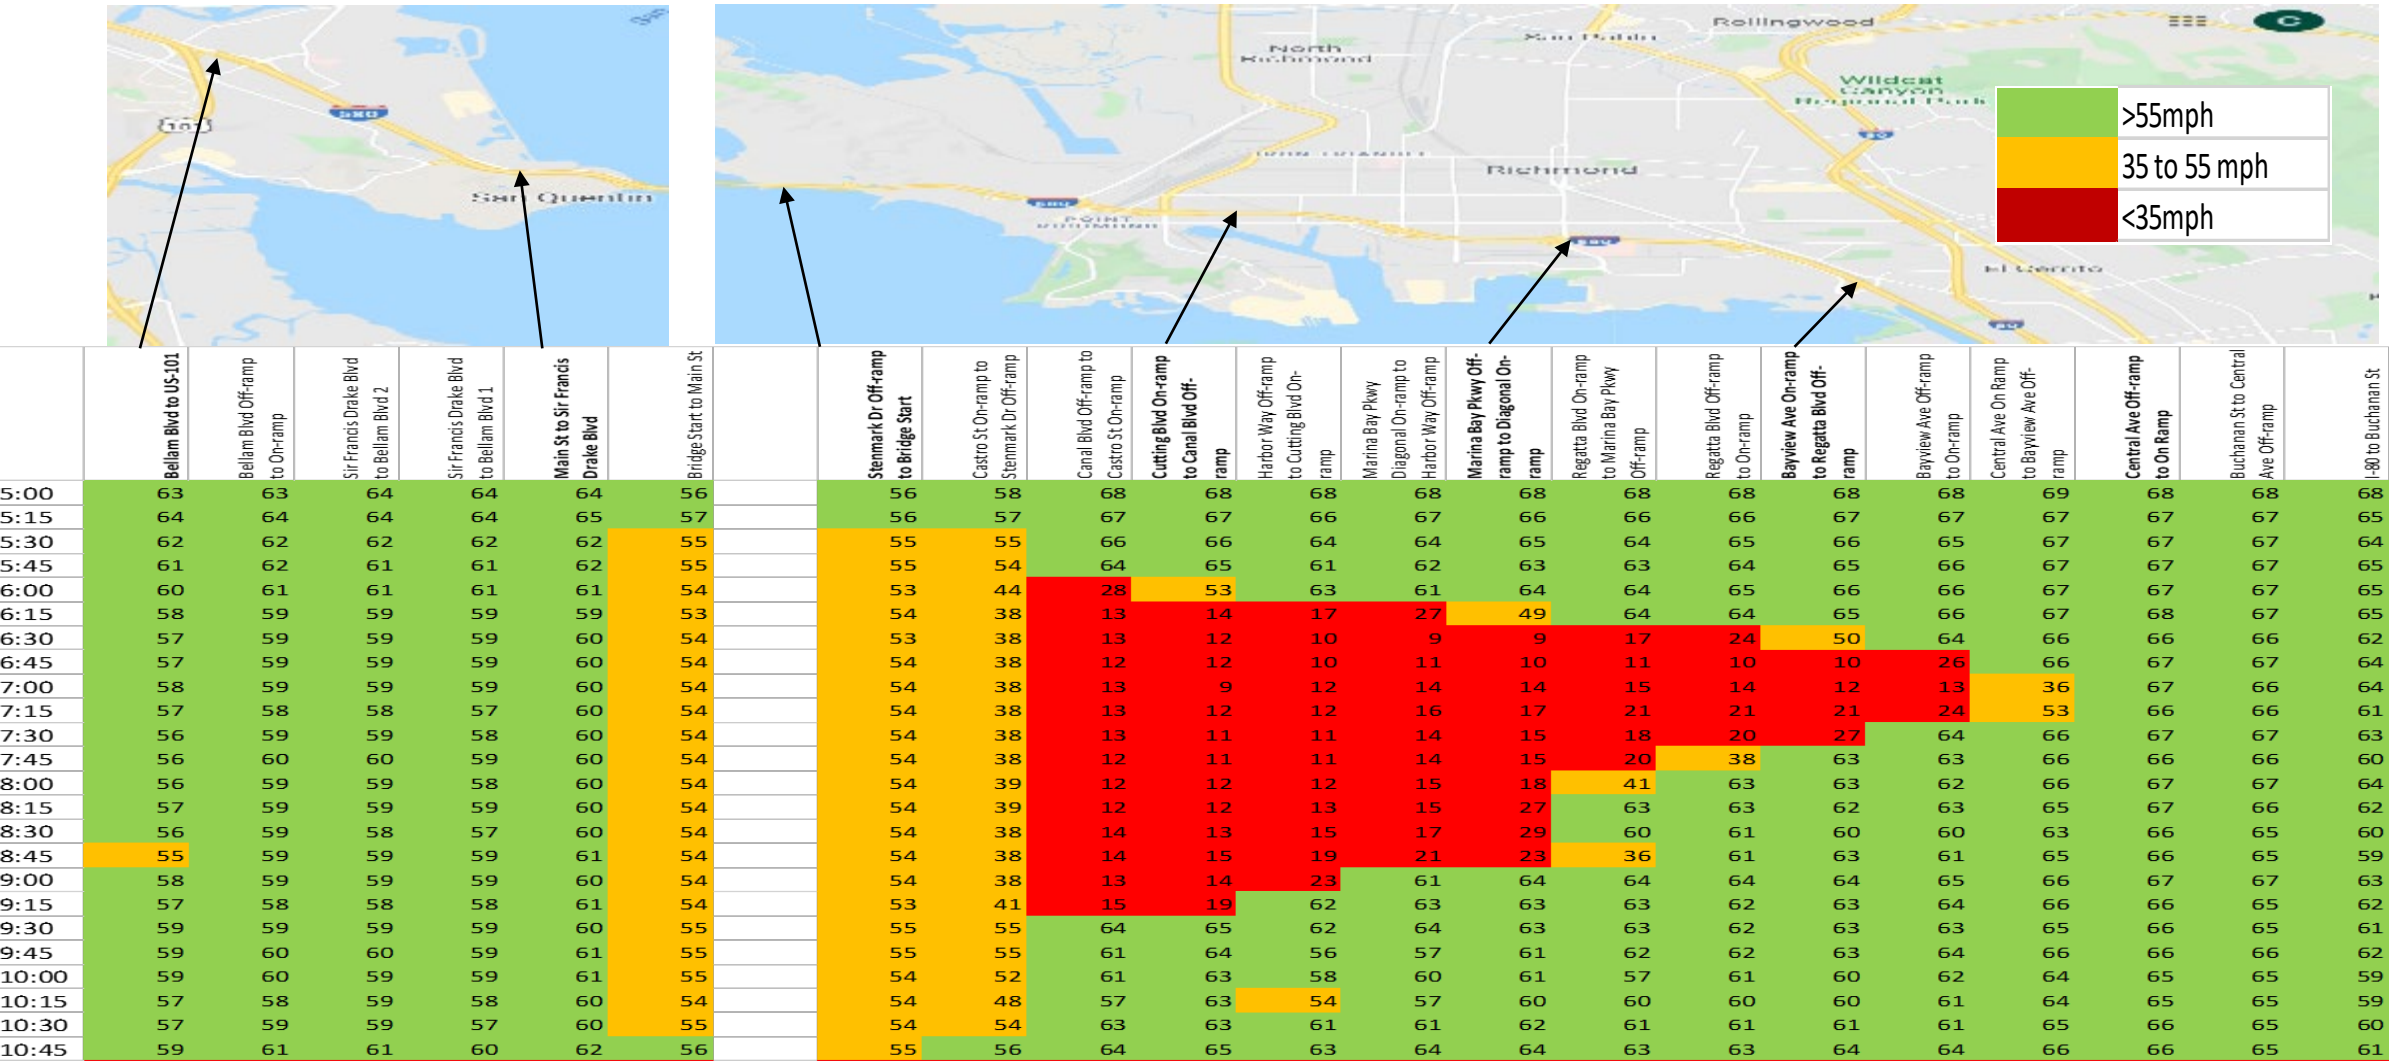 Rollingwood
C
North
San Pablo
Richmond
Wildcat
Canyon
Regional Park
>55mph
580
101
80
35 to 55 mph
IRON TRIANGLE
Richmond
San Quentin
580
<35mph
POINT
RICHMOND
580
El Cerrito
80
Bellam Blvd to US-101
Bellam Blvd Off-ramp
to On-ramp
Sir Francis Drake Blvd
to Bellam Blvd 2
Sir Francis Drake Blvd
to Bellam Blvd 1
Main St to Sir Francis
Drake Blvd
Bridge Start to Main St
Stenmark Dr Off-ramp
to Bridge Start
Castro St On-ramp to
Stenmark Dr Off-ramp
Canal Blvd Off-ramp to
Castro St On-ramp
Cutting Blvd On-ramp
to Canal Blvd Off-
ramp
Harbor Way Off-ramp
to Cutting Blvd On-
ramp
Marina Bay Pkwy
Diagonal On-ramp to
Harbor Way Off-ramp
Marina Bay Pkwy Off-
ramp to Diagonal On-
ramp
Regatta Blvd On-ramp
to Marina Bay Pkwy
Off-ramp
Regatta Blvd Off-ramp
to On-ramp
Bayview Ave On-ramp
to Regatta Blvd Off-
ramp
Bayview Ave Off-ramp
to On-ramp
Central Ave On Ramp
to Bayview Ave Off-
ramp
Central Ave Off-ramp
to On Ramp
Buchanan St to Central
Ave Off-ramp
I-80 to Buchanan St
5:00 63 63 64 64 64 56 56 58 68 68 68 68 68 68 68 68 68 69 68 68 68
5:15 64 64 64 64 65 57 56 57 67 67 66 67 66 66 66 67 67 67 67 67 65
5:30 62 62 62 62 62 55 55 55 66 66 64 64 65 64 65 66 65 67 67 67 64
5:45 61 62 61 61 62 55 55 54 64 65 61 62 63 63 64 65 66 67 67 67 65
6:00 60 61 61 61 61 54 53 44 28 53 63 61 64 64 65 66 66 67 67 67 65
6:15 58 59 59 59 59 53 54 38 13 14 17 27 49 64 64 65 66 67 68 67 65
6:30 57 59 59 59 60 54 53 38 13 12 10 9 9 17 24 50 64 66 66 66 62
6:45 57 59 59 59 60 54 54 38 12 12 10 11 10 11 10 10 26 66 67 67 64
7:00 58 59 59 59 60 54 54 38 13 9 12 14 14 15 14 12 13 36 67 66 64
7:15 57 58 58 57 60 54 54 38 13 12 12 16 17 21 21 21 24 53 66 66 61
7:30 56 59 59 58 60 54 54 38 13 11 11 14 15 18 20 27 64 66 67 67 63
7:45 56 60 60 59 60 54 54 38 12 11 11 14 15 20 38 63 63 66 66 66 60
8:00 56 59 59 58 60 54 54 39 12 12 12 15 18 41 63 63 62 66 67 67 64
8:15 57 59 59 59 60 54 54 39 12 12 13 15 27 63 63 62 63 65 67 66 62
8:30 56 59 58 57 60 54 54 38 14 13 15 17 29 60 61 60 60 63 66 65 60
8:45 55 59 59 59 61 54 54 38 14 15 19 21 23 36 61 63 61 65 66 65 59
9:00 58 59 59 59 60 54 54 38 13 14 23 61 64 64 64 64 65 66 67 67 63
9:15 57 58 58 58 61 54 53 41 15 19 62 63 63 63 62 63 64 66 66 65 62
9:30 59 59 59 59 60 55 55 55 64 65 62 64 63 63 62 63 63 65 66 65 61
9:45 59 60 60 59 61 55 55 55 61 64 56 57 61 62 62 63 64 66 66 66 62
10:00 59 60 59 59 61 55 54 52 61 63 58 60 61 57 61 60 62 64 65 65 59
10:15 57 58 59 58 60 54 54 48 57 63 54 57 60 60 60 60 61 64 65 65 59
10:30 57 59 59 57 60 55 54 54 63 63 61 61 62 61 61 61 61 65 66 65 60
10:45 59 61 61 60 62 56 55 56 64 65 63 64 64 63 63 64 64 66 66 65 61